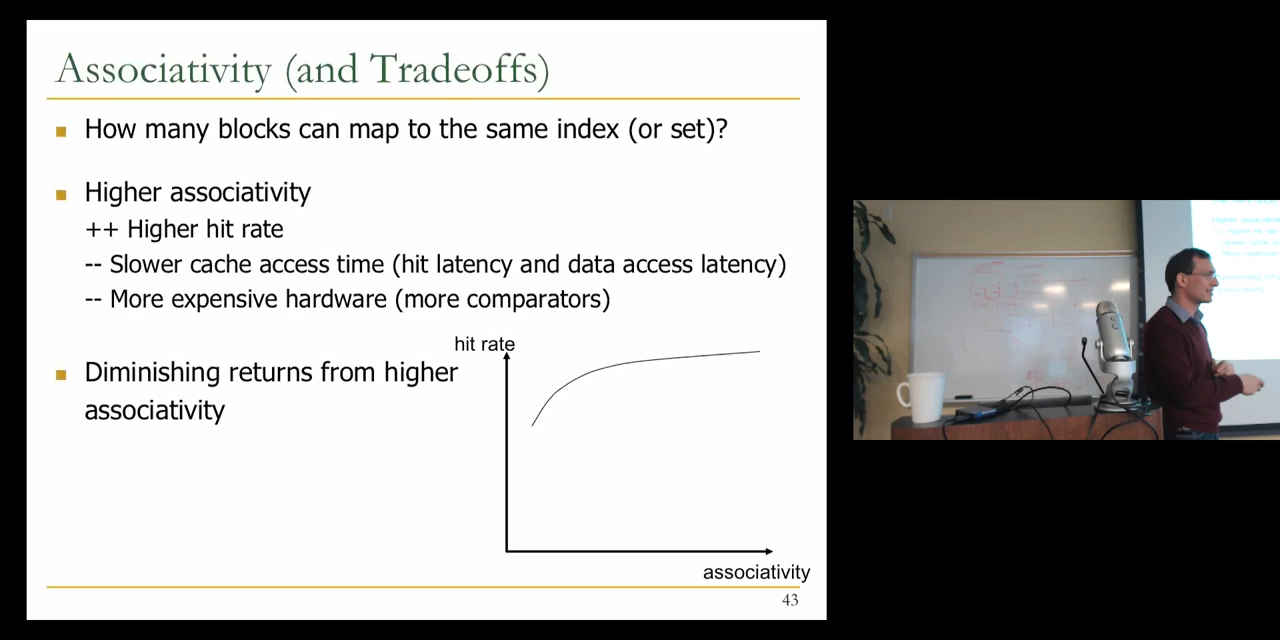 Associativity (and Tradeoffs)
How many blocks can map to the same index (or set)?
Higher associativity
++ Higher hit rate
-- Slower cache access time (hit latency and data access latency)
-- More expensive hardware (more comparators)
Diminishing returns from higher
associativity
hit rate
associativity
43